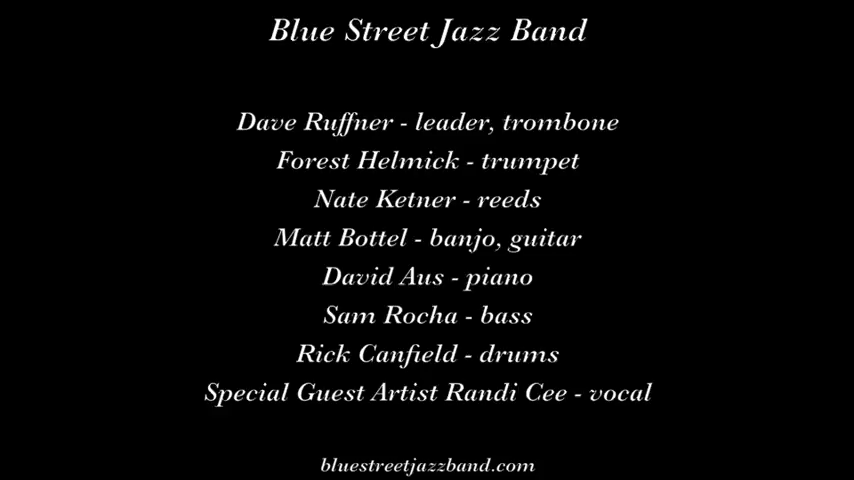 Blue Street Jazz Band
Dave Ruffner - leader, trombone
Forest Helmick - trumpet
Nate Ketner - reeds
Matt Bottel - banjo, guitar
David Aus - piano
Sam Rocha - bass
Rick Canfield - drums
Special Guest Artist Randi Cee - vocal
bluestreetjazzband.com